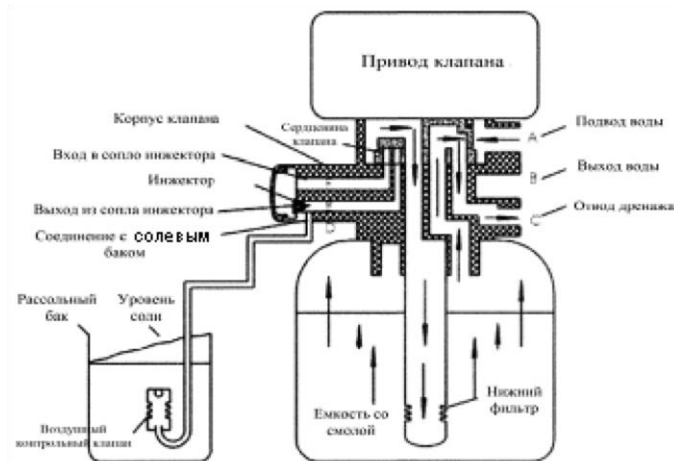 Привод клапана
Корпус клапана
Сердцевина
клапана
Подвод воды
A
Вход в сопло инжектора
Инжектор
B
Выход воды
Выход из сопла инжектора
C
Отвод дренажа
D
Соединение с солевым
баком
Рассольный
бак
Уровень
соли
Воздушный
контрольный клапан
Емкость со
смолой
Нижний
фильтр